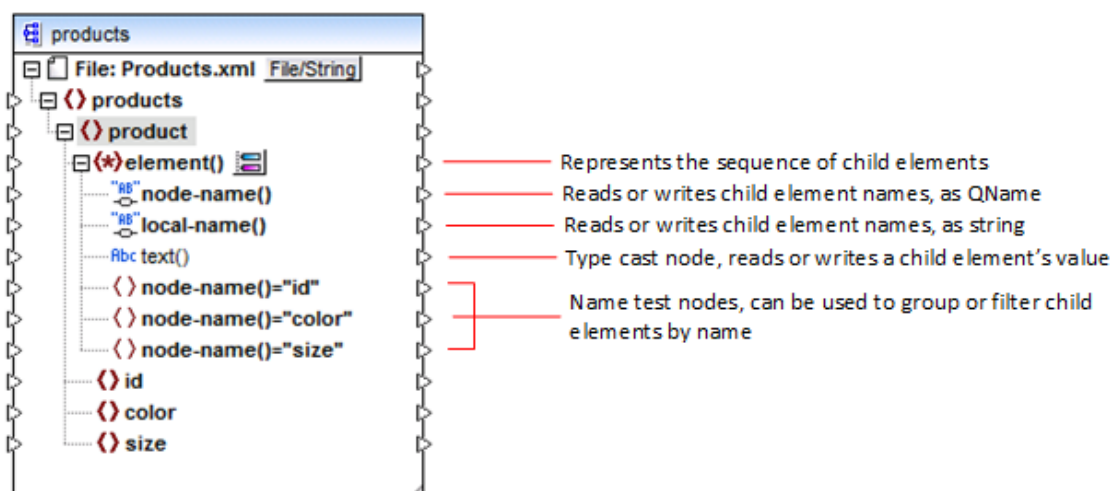 products
File: Products.xml File/String
products
product
element() Represents the sequence of child elements
"AB" node-name() Reads or writes child element names, as QName
"AB" local-name() Reads or writes child element names, as string
Abc text() Type cast node, reads or writes a child element's value
node-name()="id"
node-name()="color" Name test nodes, can be used to group or filter child
elements by name
node-name()="size"
id
color
size